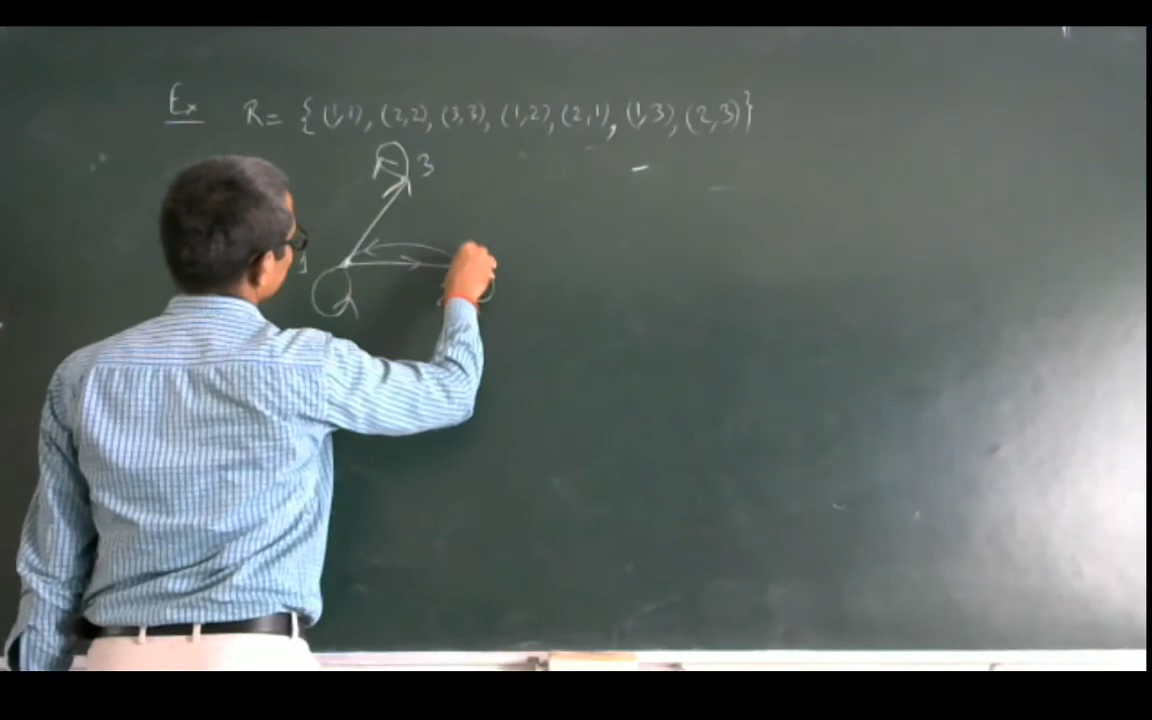 Ex R = {(1,1), (2,2), (3,3), (1,2), (2,1), (1,3), (2,3)}
3
1